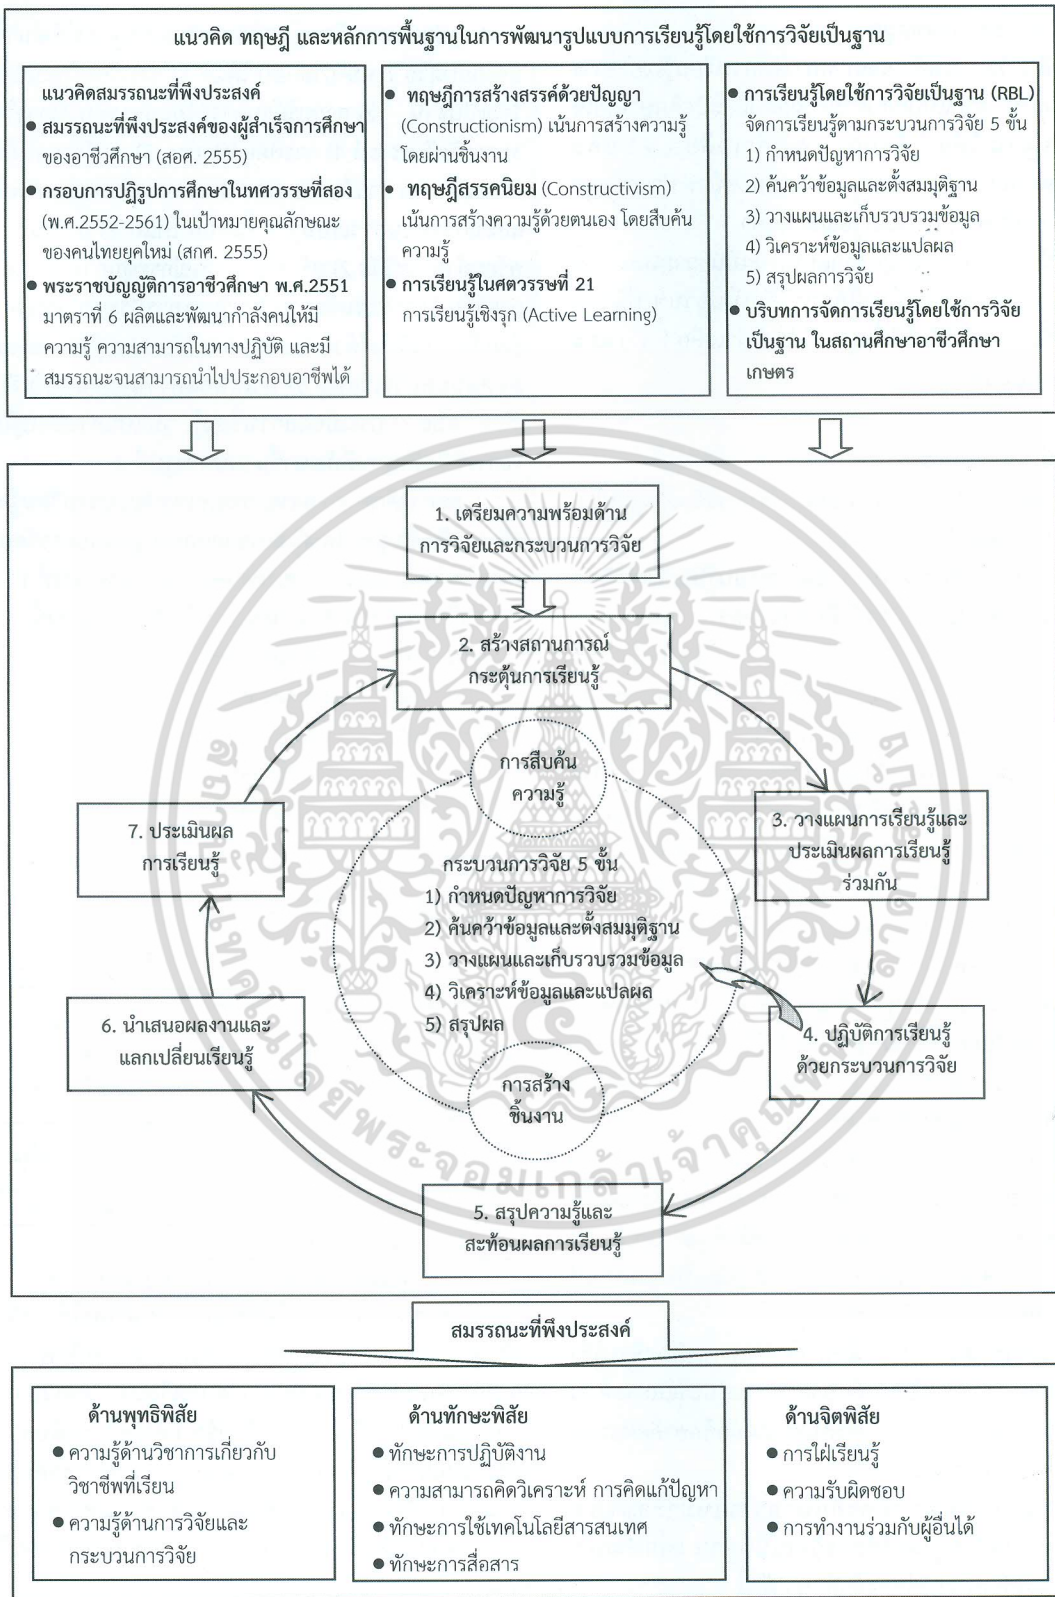 แนวคิด ทฤษฎี และหลักการพื้นฐานในการพัฒนารูปแบบการเรียนรู้โดยใช้การวิจัยเป็นฐาน
แนวคิดสมรรถนะที่พึงประสงค์
● สมรรถนะที่พึงประสงค์ของผู้สำเร็จการศึกษา
ของอาชีวศึกษา (สอศ. 2555)
● กรอบการปฏิรูปการศึกษาในทศวรรษที่สอง
(พ.ศ.2552-2561) ในเป้าหมายคุณลักษณะ
ของคนไทยยุคใหม่ (สกศ. 2555)
● พระราชบัญญัติการอาชีวศึกษา พ.ศ.2551
มาตราที่ 6 ผลิตและพัฒนากำลังคนให้มี
ความรู้ ความสามารถในทางปฏิบัติ และมี
สมรรถนะจนสามารถนำไปประกอบอาชีพได้
● ทฤษฎีการสร้างสรรค์ด้วยปัญญา
(Constructionism) เน้นการสร้างความรู้
โดยผ่านชิ้นงาน
● ทฤษฎีสรรคนิยม (Constructivism)
เน้นการสร้างความรู้ด้วยตนเอง โดยสืบค้น
ความรู้
● การเรียนรู้ในศตวรรษที่ 21
การเรียนรู้เชิงรุก (Active Learning)
● การเรียนรู้โดยใช้การวิจัยเป็นฐาน (RBL)
จัดการเรียนรู้ตามกระบวนการวิจัย 5 ขั้น
1) กำหนดปัญหาการวิจัย
2) ค้นคว้าข้อมูลและตั้งสมมุติฐาน
3) วางแผนและเก็บรวบรวมข้อมูล
4) วิเคราะห์ข้อมูลและแปลผล
5) สรุปผลการวิจัย
● บริบทการจัดการเรียนรู้โดยใช้การวิจัย
เป็นฐาน ในสถานศึกษาอาชีวศึกษา
เกษตร
1. เตรียมความพร้อมด้าน
การวิจัยและกระบวนการวิจัย
2. สร้างสถานการณ์
กระตุ้นการเรียนรู้
การสืบค้น
ความรู้
3. วางแผนการเรียนรู้และ
ประเมินผลการเรียนรู้
ร่วมกัน
7. ประเมินผล
การเรียนรู้
กระบวนการวิจัย 5 ขั้น
1) กำหนดปัญหาการวิจัย
2) ค้นคว้าข้อมูลและตั้งสมมุติฐาน
3) วางแผนและเก็บรวบรวมข้อมูล
4) วิเคราะห์ข้อมูลและแปลผล
5) สรุปผล
4. ปฏิบัติการเรียนรู้
ด้วยกระบวนการวิจัย
6. นำเสนอผลงานและ
แลกเปลี่ยนเรียนรู้
การสร้าง
ชิ้นงาน
5. สรุปความรู้และ
สะท้อนผลการเรียนรู้
สถาบันเทคโนโลยีพระจอมเกล้าเจ้าคุณทหารลาดกระบัง
สมรรถนะที่พึงประสงค์
ด้านพุทธิพิสัย
● ความรู้ด้านวิชาการเกี่ยวกับ
วิชาชีพที่เรียน
● ความรู้ด้านการวิจัยและ
กระบวนการวิจัย
ด้านทักษะพิสัย
● ทักษะการปฏิบัติงาน
● ความสามารถคิดวิเคราะห์ การคิดแก้ปัญหา
● ทักษะการใช้เทคโนโลยีสารสนเทศ
● ทักษะการสื่อสาร
ด้านจิตพิสัย
● การใฝ่เรียนรู้
● ความรับผิดชอบ
● การทำงานร่วมกับผู้อื่นได้